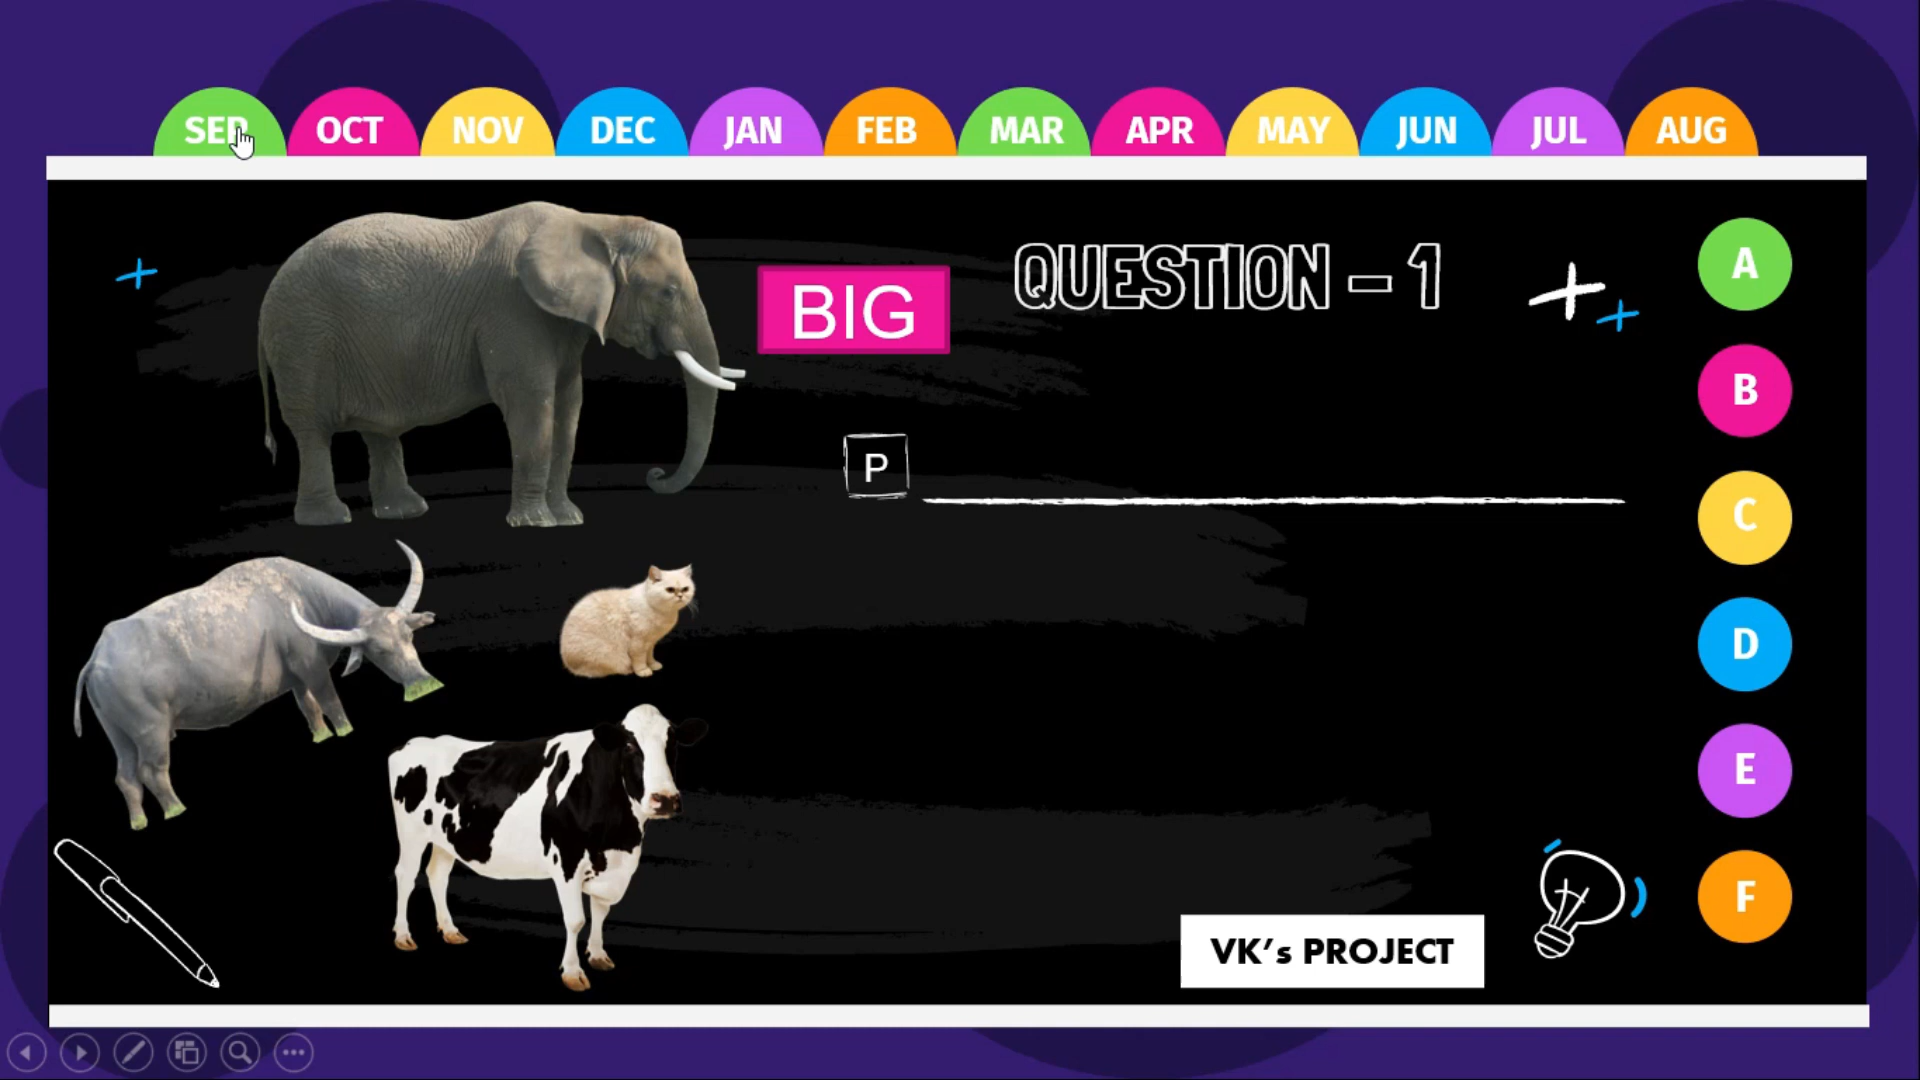 SEP OCT NOV DEC JAN FEB MAR APR MAY JUN JUL AUG
QUESTION – 1
BIG
P
A
B
C
D
E
F
VK’s PROJECT